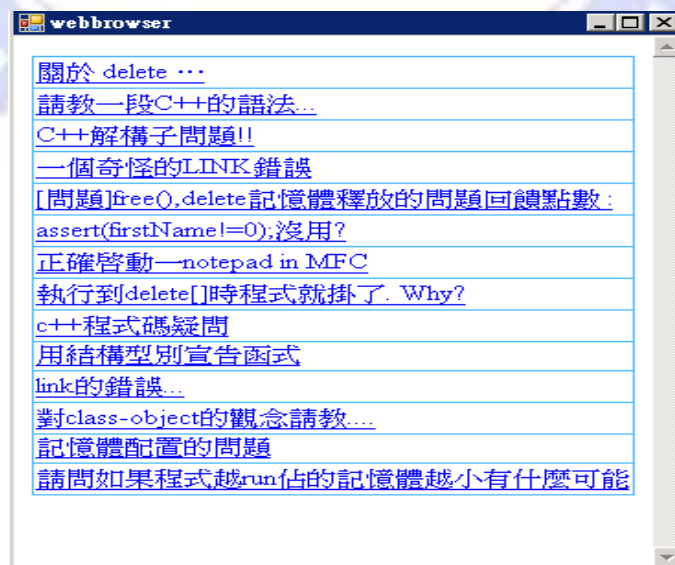 webbrowser
關於 delete …
請教一段C++的語法...
C++解構子問題!!
一個奇怪的LINK錯誤
[問題]free(),delete記憶體釋放的問題回饋點數 :
assert(firstName!=0);沒用?
正確啓動一notepad in MFC
執行到delete[]時程式就掛了. Why?
c++程式碼疑問
用結構型別宣告函式
link的錯誤...
對class-object的觀念請教....
記憶體配置的問題
請問如果程式越run佔的記憶體越小有什麼可能